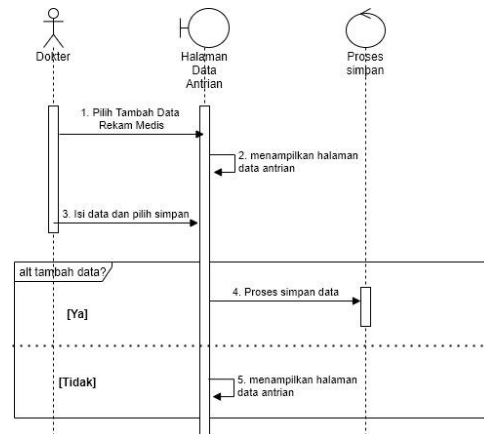 Dokter
Halaman
Data
Antrian
Proses
simpan
1. Pilih Tambah Data
Rekam Medis
2. menampilkan halaman
data antrian
3. Isi data dan pilih simpan
alt tambah data?
4. Proses simpan data
[Ya]
[Tidak]
5. menampilkan halaman
data antrian